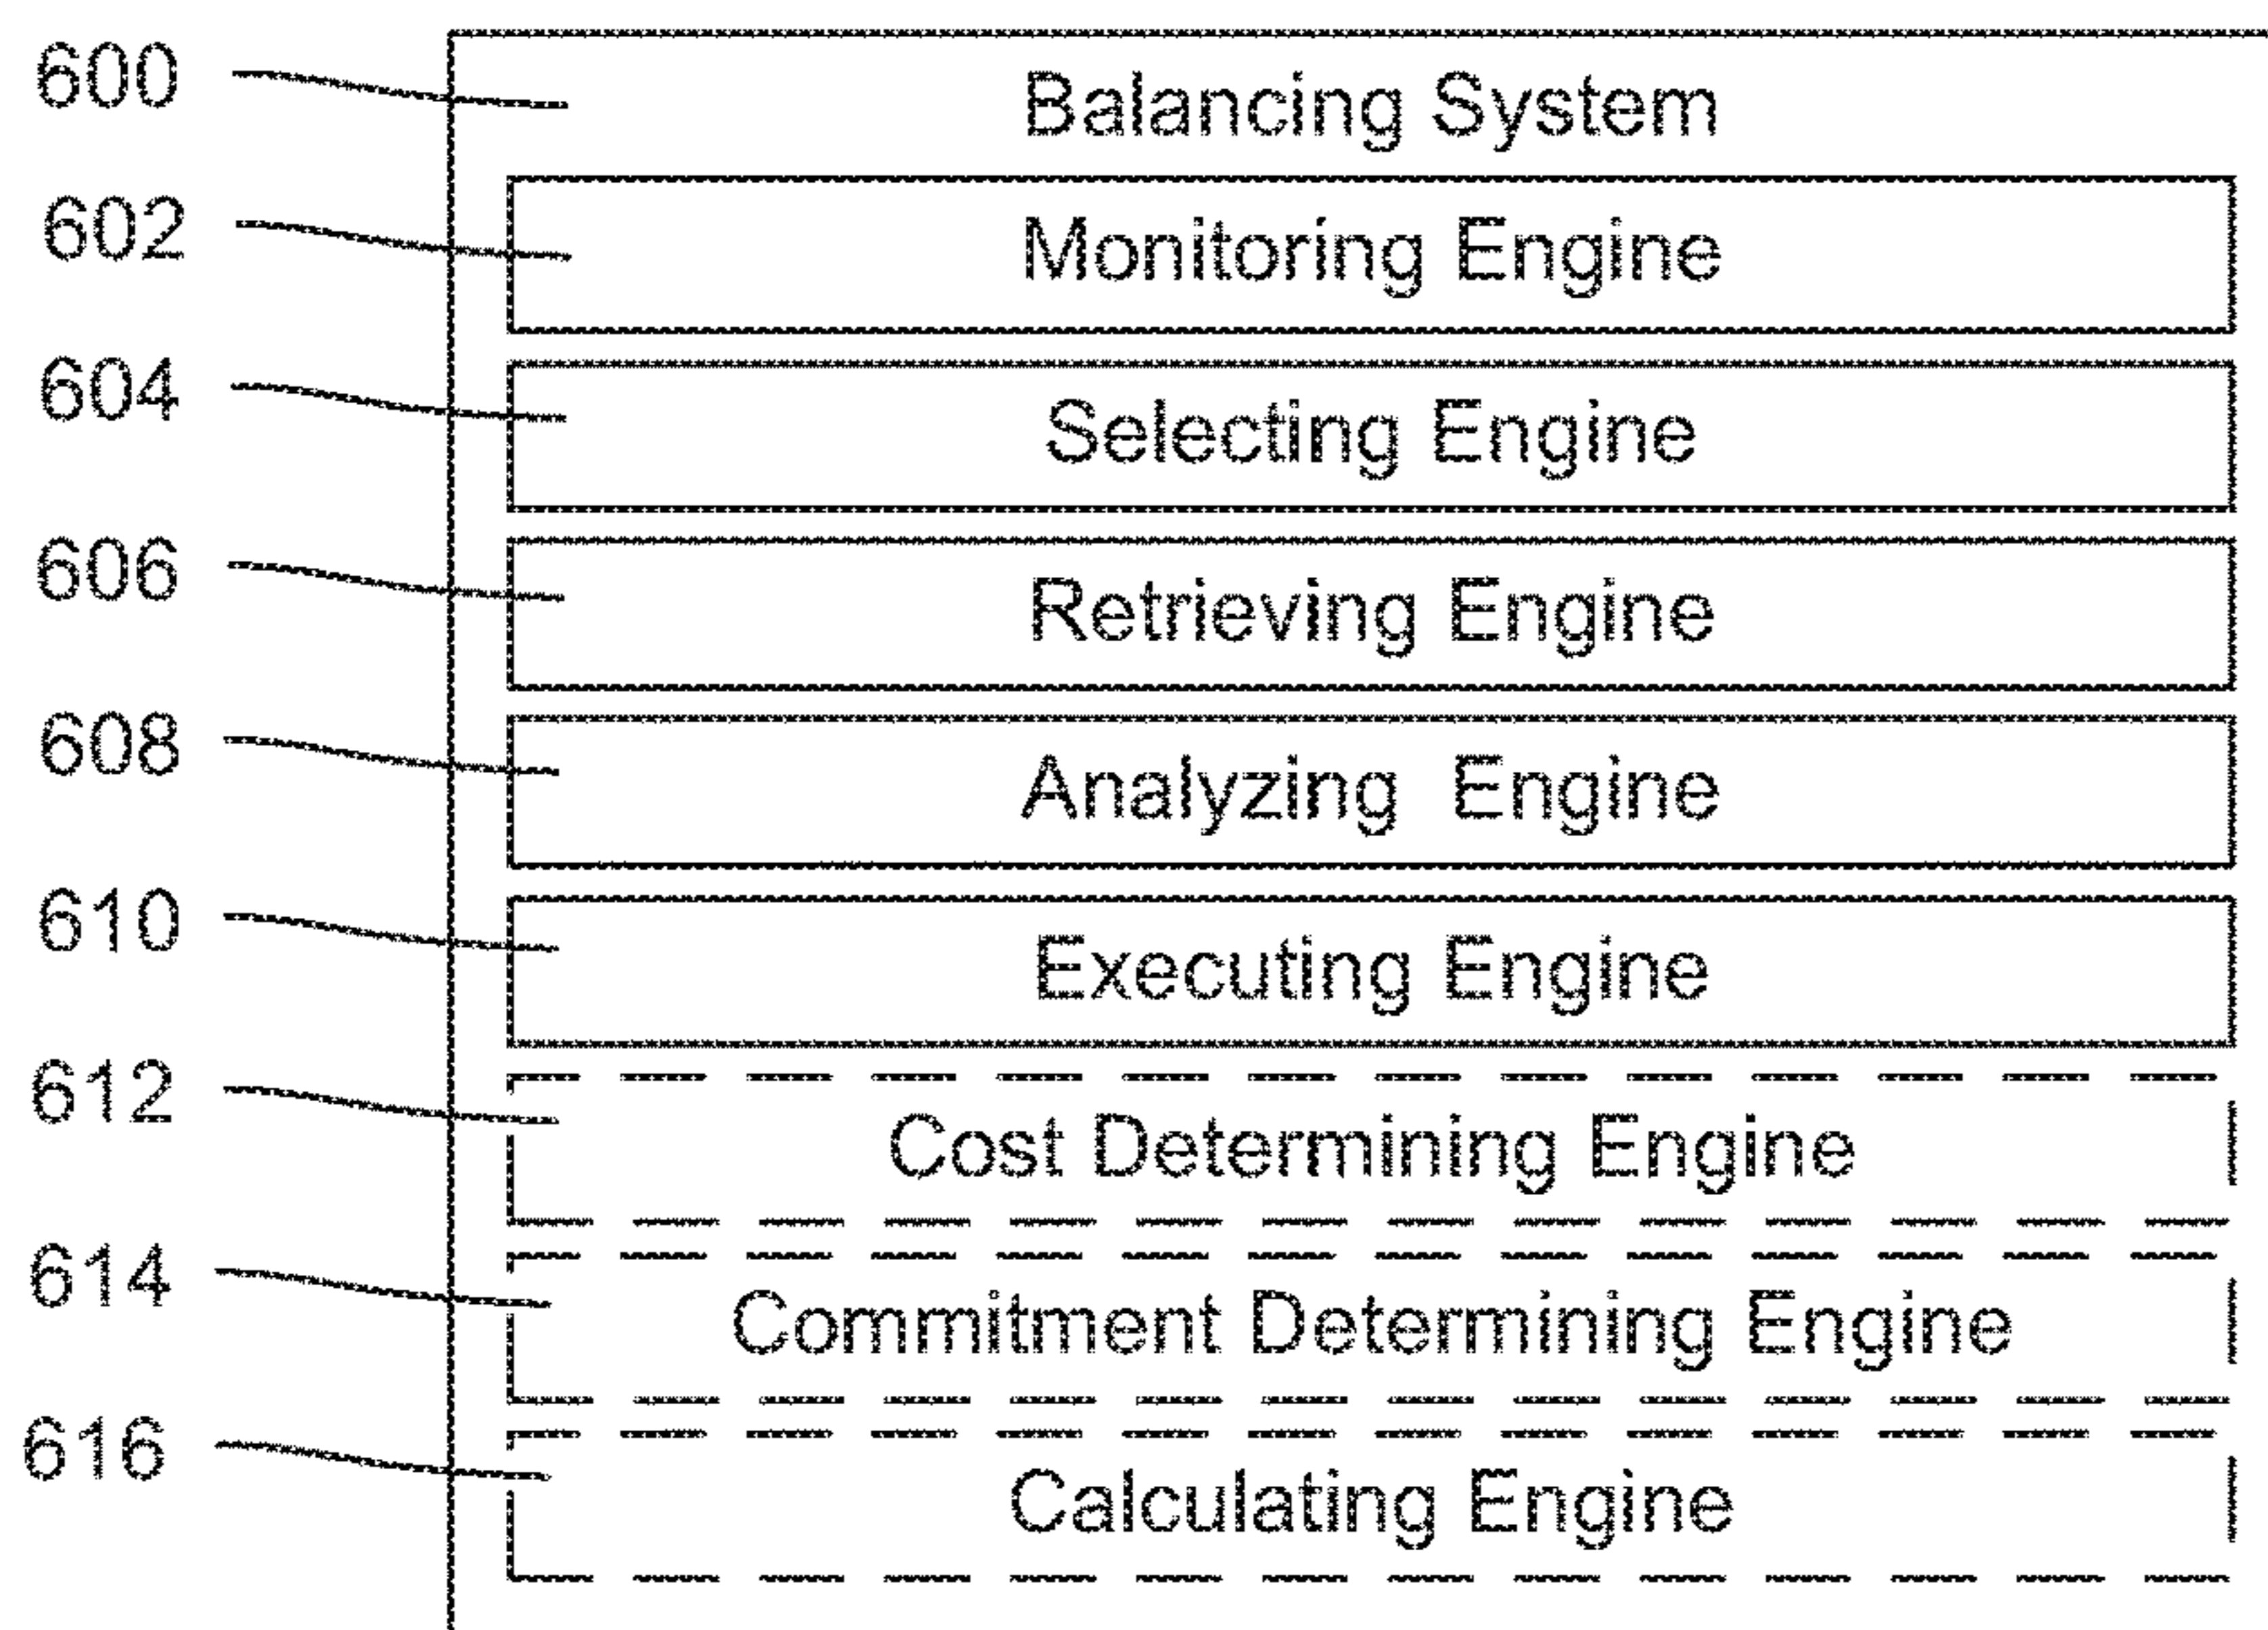 600 Balancing System
602 Monitoring Engine
604 Selecting Engine
606 Retrieving Engine
608 Analyzing Engine
610 Executing Engine
612 Cost Determining Engine
614 Commitment Determining Engine
616 Calculating Engine